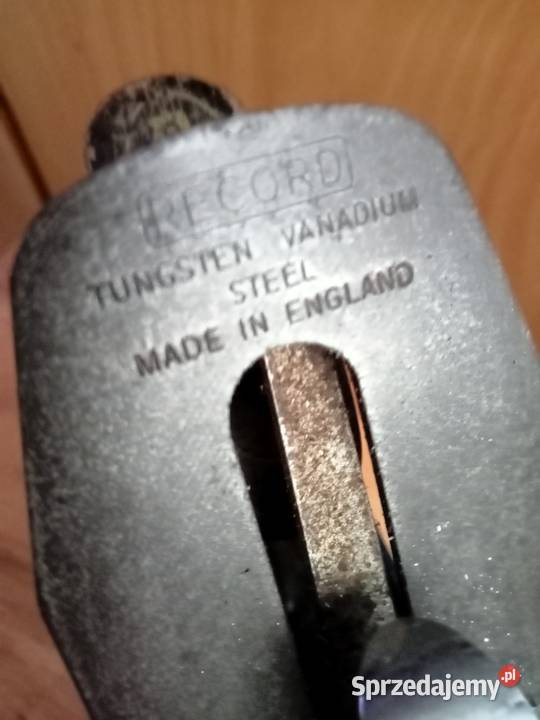 RECORD
TUNGSTEN VANADIUM
STEEL
MADE IN ENGLAND
Sprzedajemy.pl